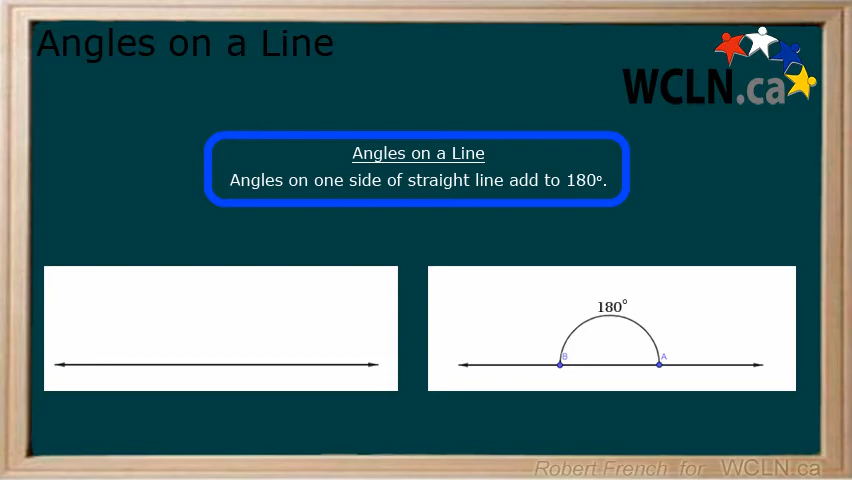 Angles on a Line
WCLN.ca
Angles on a Line
Angles on one side of straight line add to 180°.
180°
B
A
Robert French for WCLN.ca